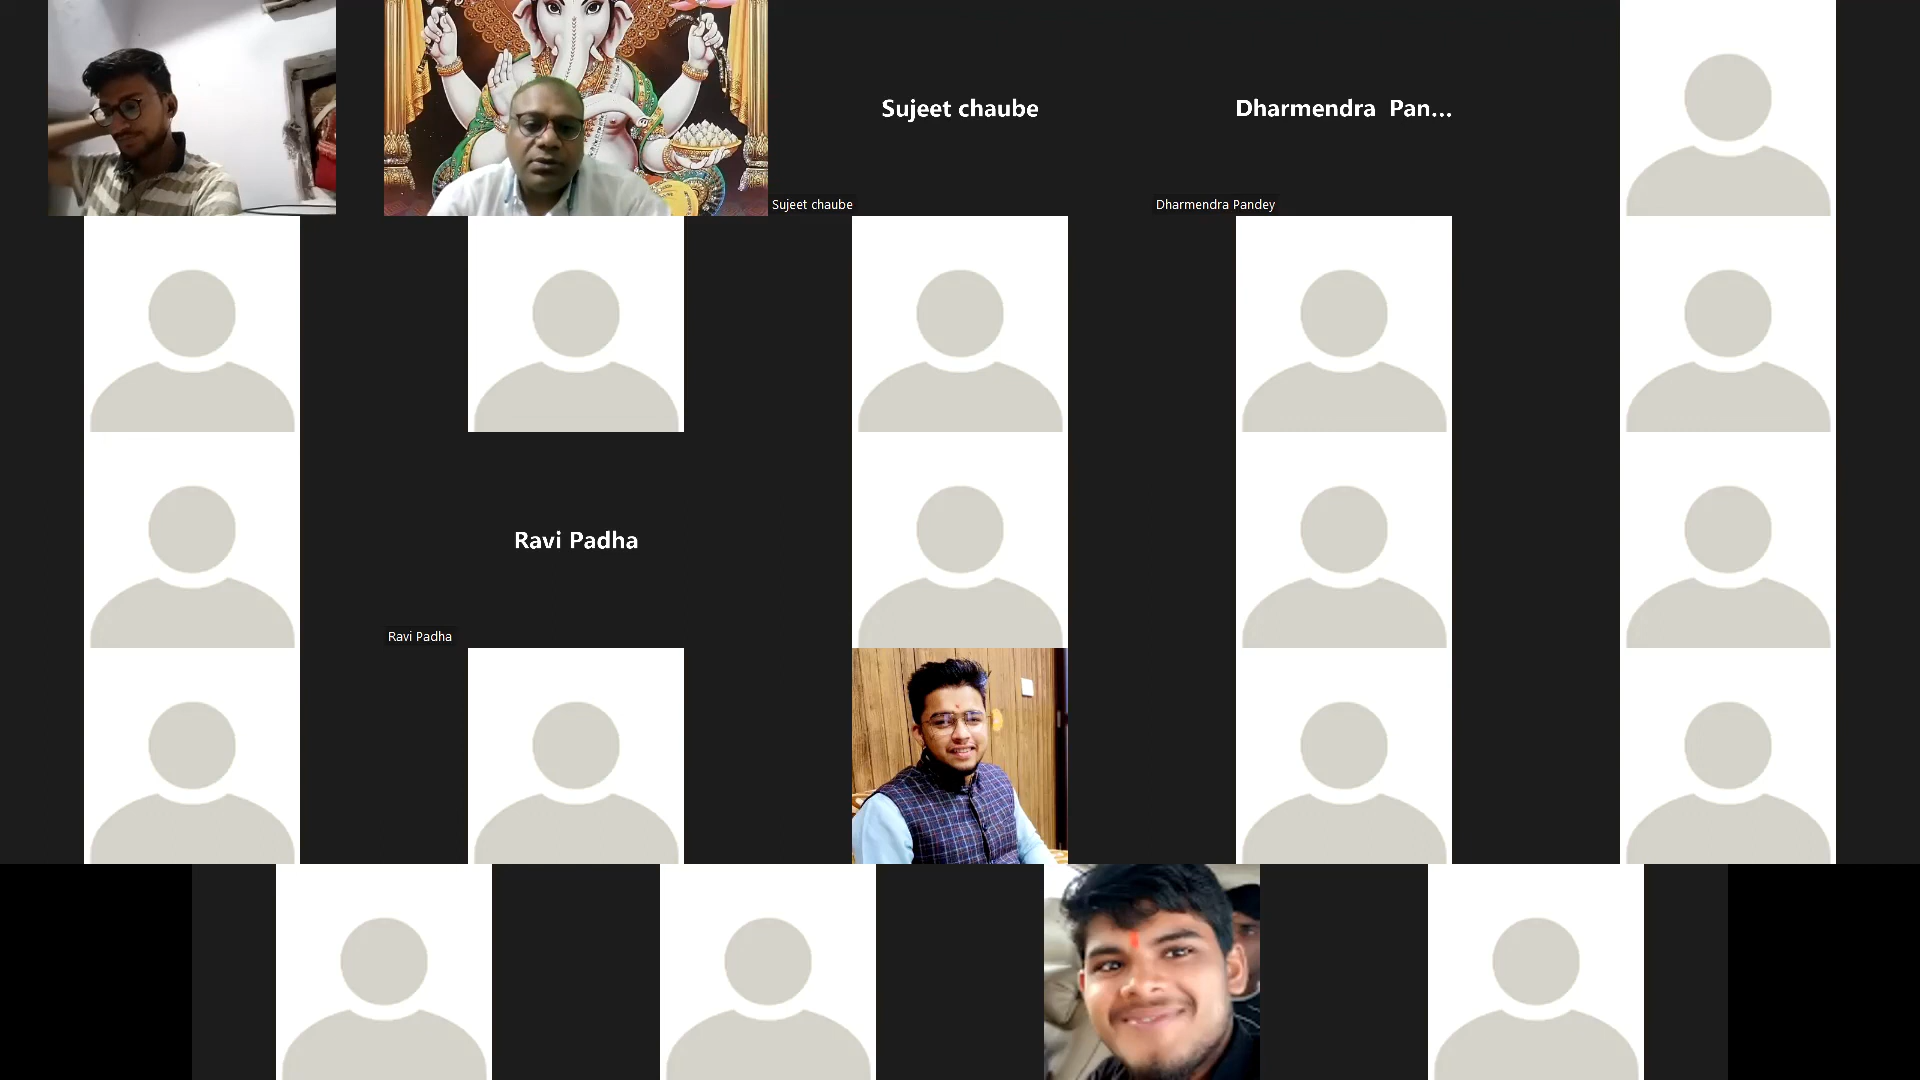 Sujeet chaube
Dharmendra Pan...
Sujeet chaube
Dharmendra Pandey
Ravi Padha
Ravi Padha